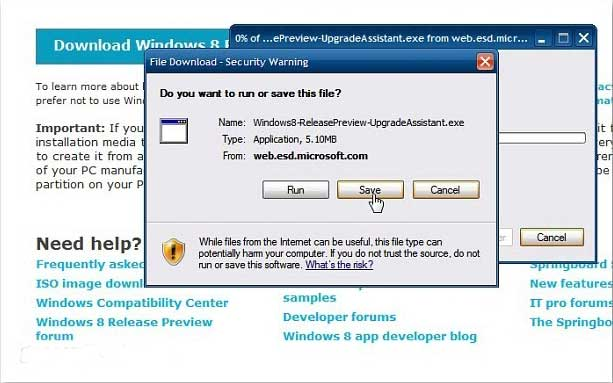 Download Windows 8
0% of ...ePreview-UpgradeAssistant.exe from web.esd.micr...
File Download - Security Warning
To learn more about
prefer not to use Wind
Do you want to run or save this file?
Name: Windows8-ReleasePreview-UpgradeAssistant.exe
Type: Application, 5.10MB
From: web.esd.microsoft.com
Important: If you
installation media t
to create it from a
of your PC manufa
partition on your P
Run
Save
Cancel
Cancel
While files from the Internet can be useful, this file type can
potentially harm your computer. If you do not trust the source, do not
run or save this software. What's the risk?
Need help?
Frequently asked
ISO image downl
Windows Compatibility Center
Windows 8 Release Preview
forum
samples
Developer forums
Windows 8 app developer blog
Springboard S
New features
IT pro forums
The Springbo